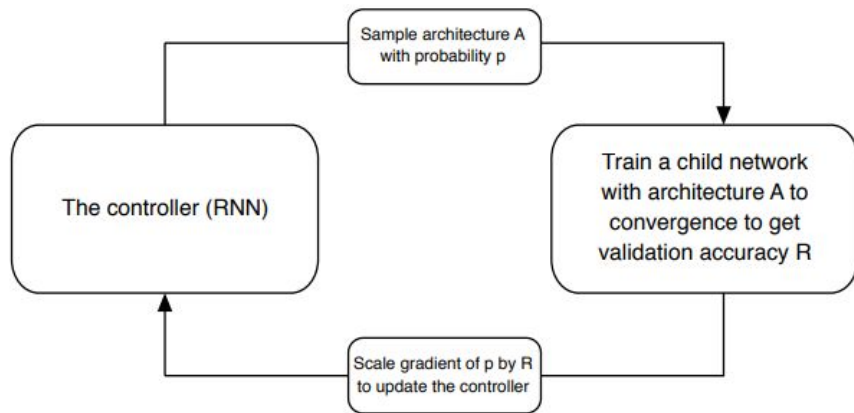 Sample architecture A
with probability p
The controller (RNN)
Train a child network
with architecture A to
convergence to get
validation accuracy R
Scale gradient of p by R
to update the controller